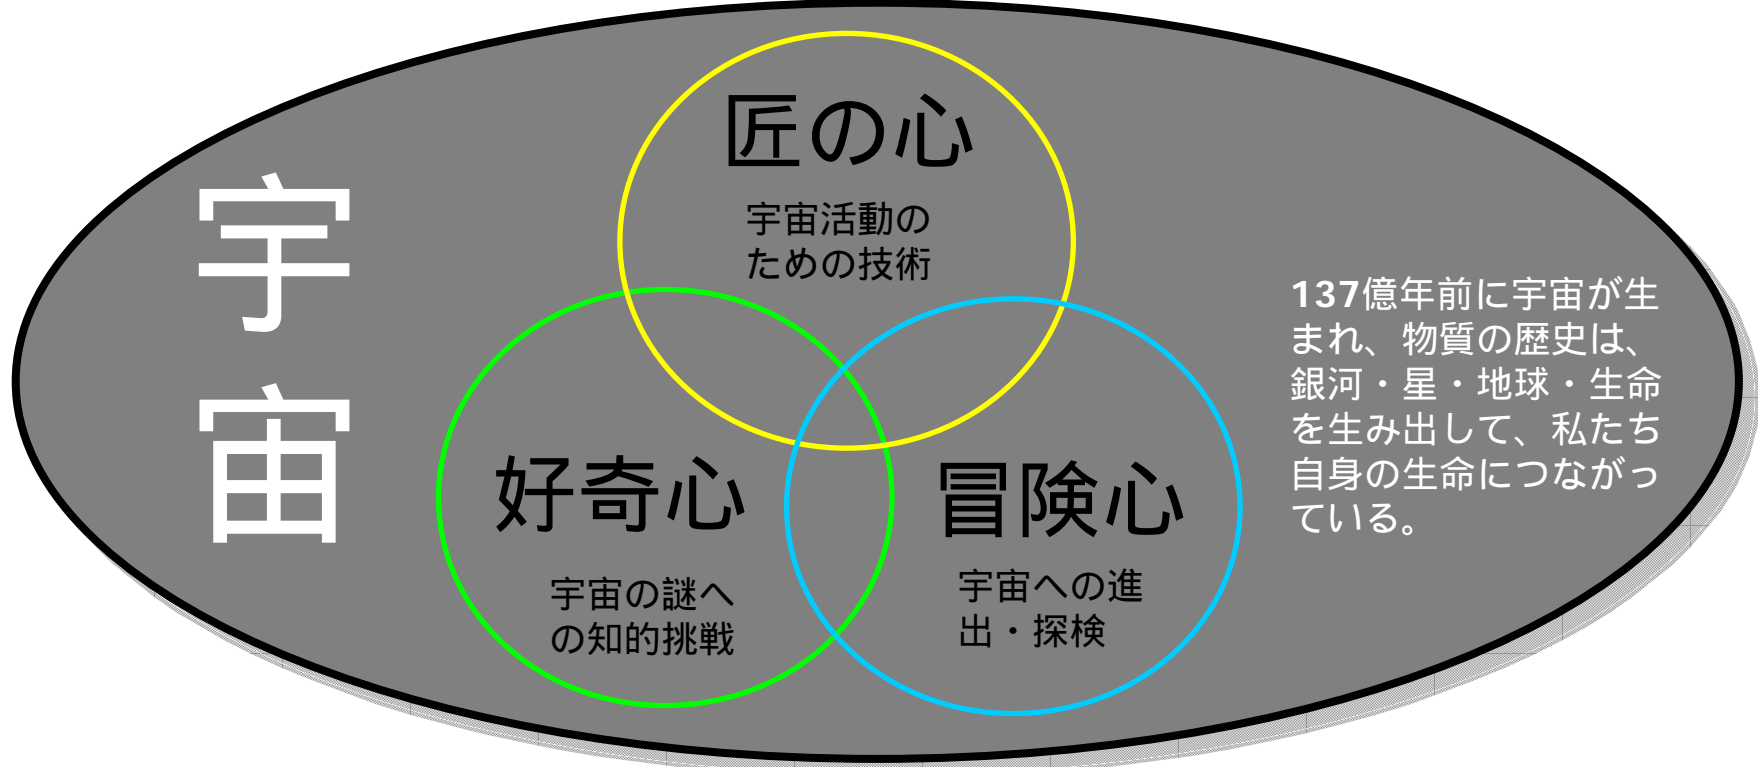 宇
宙
匠の心
宇宙活動の
ための技術
好奇心
宇宙の謎へ
の知的挑戦
冒険心
宇宙への進
出・探検
137億年前に宇宙が生
まれ、物質の歴史は、
銀河・星・地球・生命
を生み出して、私たち
自身の生命につながっ
ている。